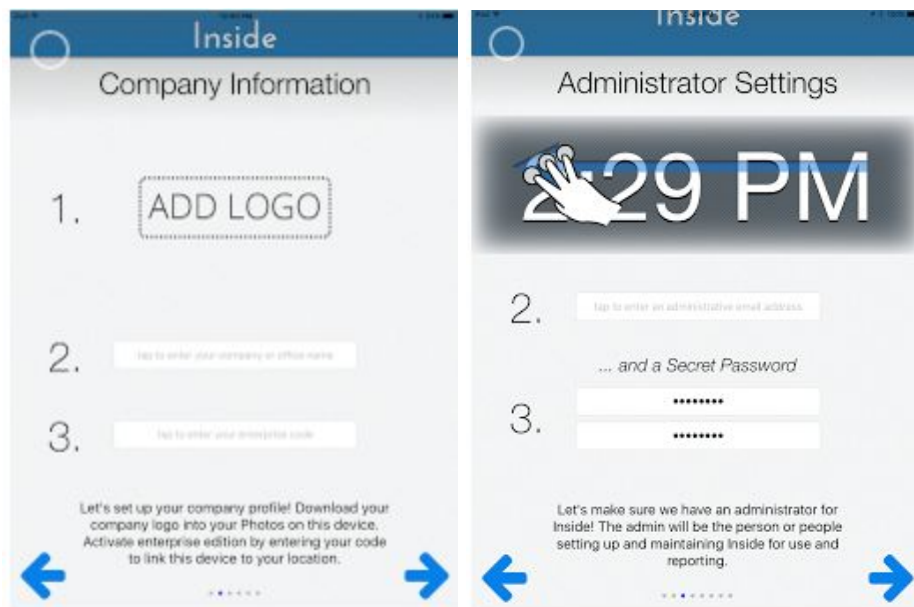 Inside
Company Information
1.
ADD LOGO
2.
tap to enter your company or office name
3.
tap to enter your enterprise code
Let's set up your company profile! Download your
company logo into your Photos on this device.
Activate enterprise edition by entering your code
to link this device to your location.
Inside
Administrator Settings
2:29 PM
2.
tap to enter an administrative email address
... and a Secret Password
3.
••••••••
••••••••
Let's make sure we have an administrator for
Inside! The admin will be the person or people
setting up and maintaining Inside for use and
reporting.